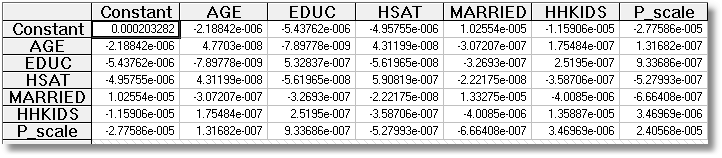 Constant AGE EDUC HSAT MARRIED HHKIDS P_scale
Constant 0.000203282 -2.18842e-006 -5.43762e-006 -4.95755e-006 1.02554e-005 -1.15906e-005 -2.77586e-005
AGE -2.18842e-006 4.7703e-008 -7.89778e-009 4.31199e-008 -3.07207e-007 1.75484e-007 1.31682e-007
EDUC -5.43762e-006 -7.89778e-009 5.32837e-007 -5.61965e-008 -3.2693e-007 2.5195e-007 9.33686e-007
HSAT -4.95755e-006 4.31199e-008 -5.61965e-008 5.90819e-007 -2.22175e-008 -3.58706e-007 -5.27993e-007
MARRIED 1.02554e-005 -3.07207e-007 -3.2693e-007 -2.22218e-008 1.33275e-005 -4.0085e-006 -6.66408e-007
HHKIDS -1.15906e-005 1.75484e-007 2.5195e-007 -3.58707e-007 -4.0086e-006 1.35887e-005 3.46969e-006
P_scale -2.77586e-005 1.31682e-007 9.33686e-007 -5.27993e-007 -6.66408e-007 3.46969e-006 2.40568e-005